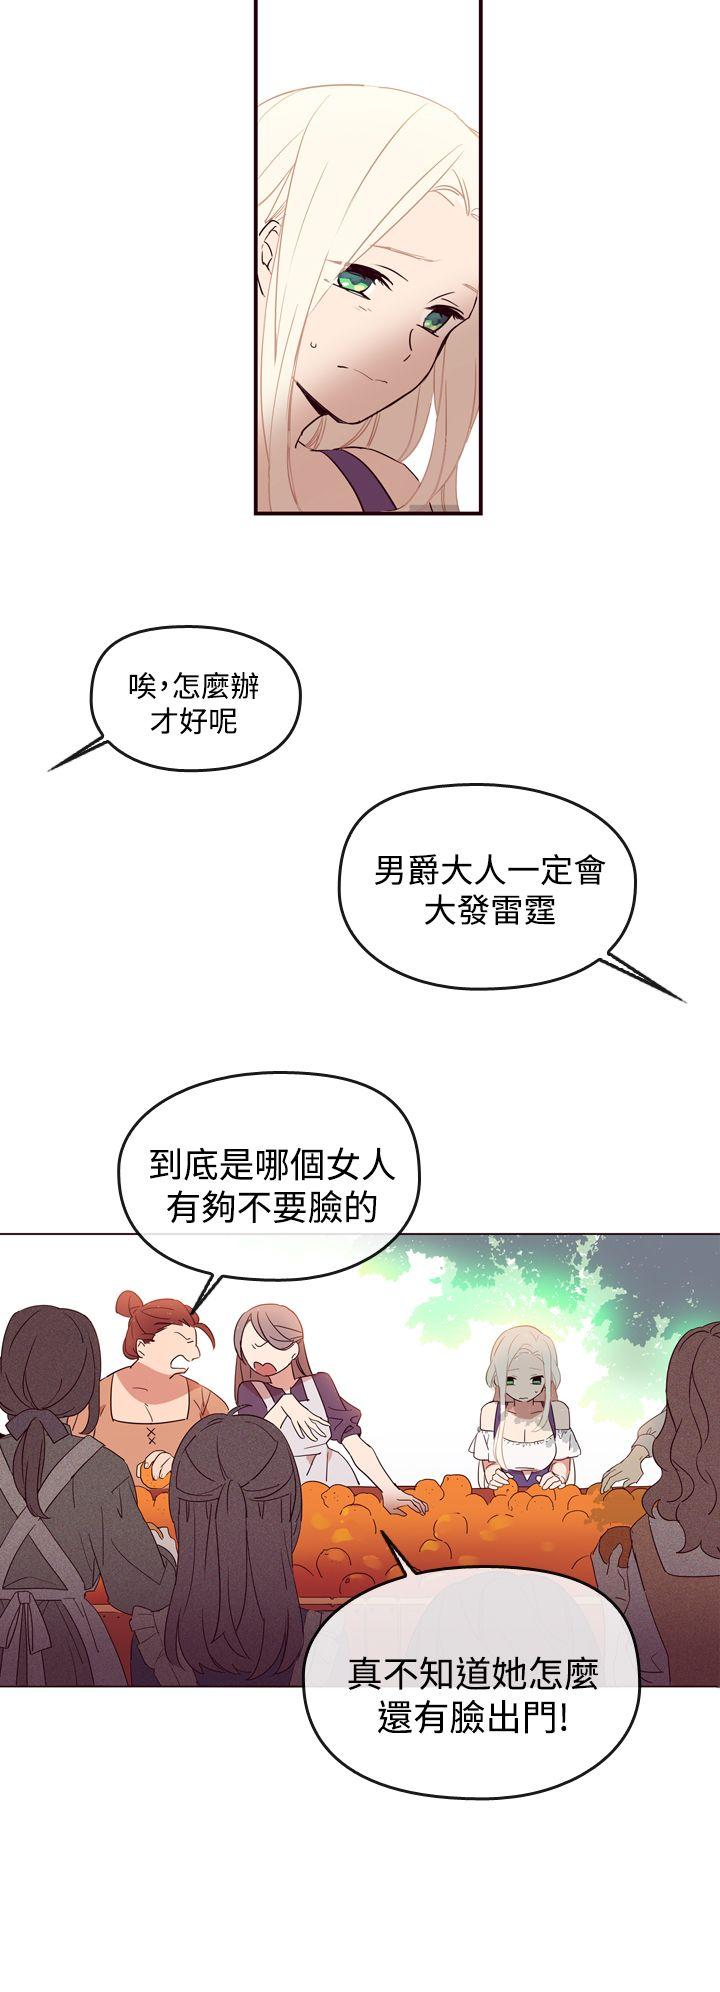 唉，怎麼辦
才好呢
男爵大人一定會
大發雷霆
到底是哪個女人
有夠不要臉的
真不知道她怎麼
還有臉出門!